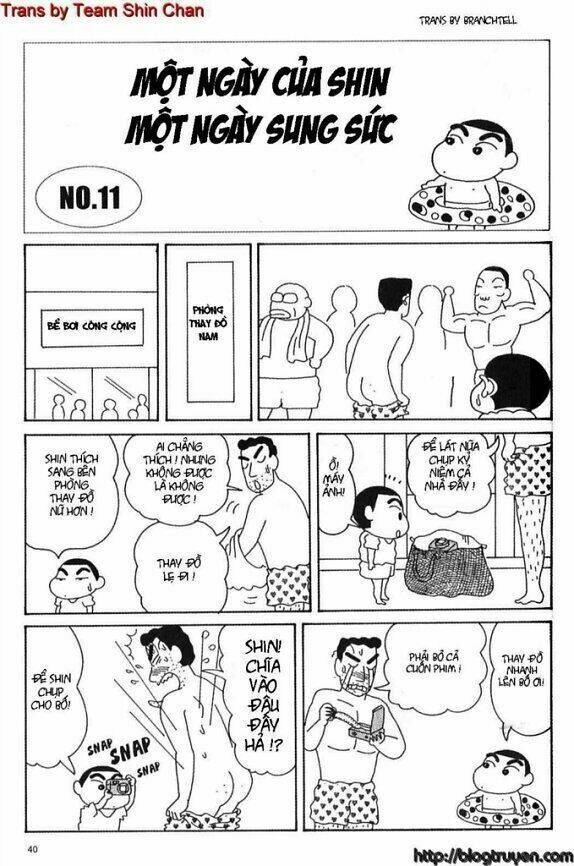 Trans by Team Shin Chan
TRANS BY BRANCHTELL
MỘT NGÀY CỦA SHIN
MỘT NGÀY SUNG SỨC
NO.11
BỂ BƠI CÔNG CỘNG
PHÒNG
THAY ĐỒ
NAM
SHIN THÍCH
SANG BÊN
PHÒNG
THAY ĐỒ
NỮ HƠN !
AI CHẲNG
THÍCH ! NHƯNG
KHÔNG ĐƯỢC
LÀ KHÔNG
ĐƯỢC !
THAY ĐỒ
LẸ ĐI !
Ồ!
MÁY
ẢNH!
ĐỂ LÁT NỮA
CHỤP KỶ
NIỆM CẢ
NHÀ ĐẤY !
ĐỂ SHIN
CHỤP
CHO BỐ!
SNAP
SNAP
SNAP
SHIN!
CHĨA
VÀO
ĐÂU
ĐẤY
HẢ !?
PHẢI BỎ CẢ
CUỐN PHIM !
THAY ĐỒ
NHANH
LÊN BỐ ƠI!
40
http://blogtruyen.com